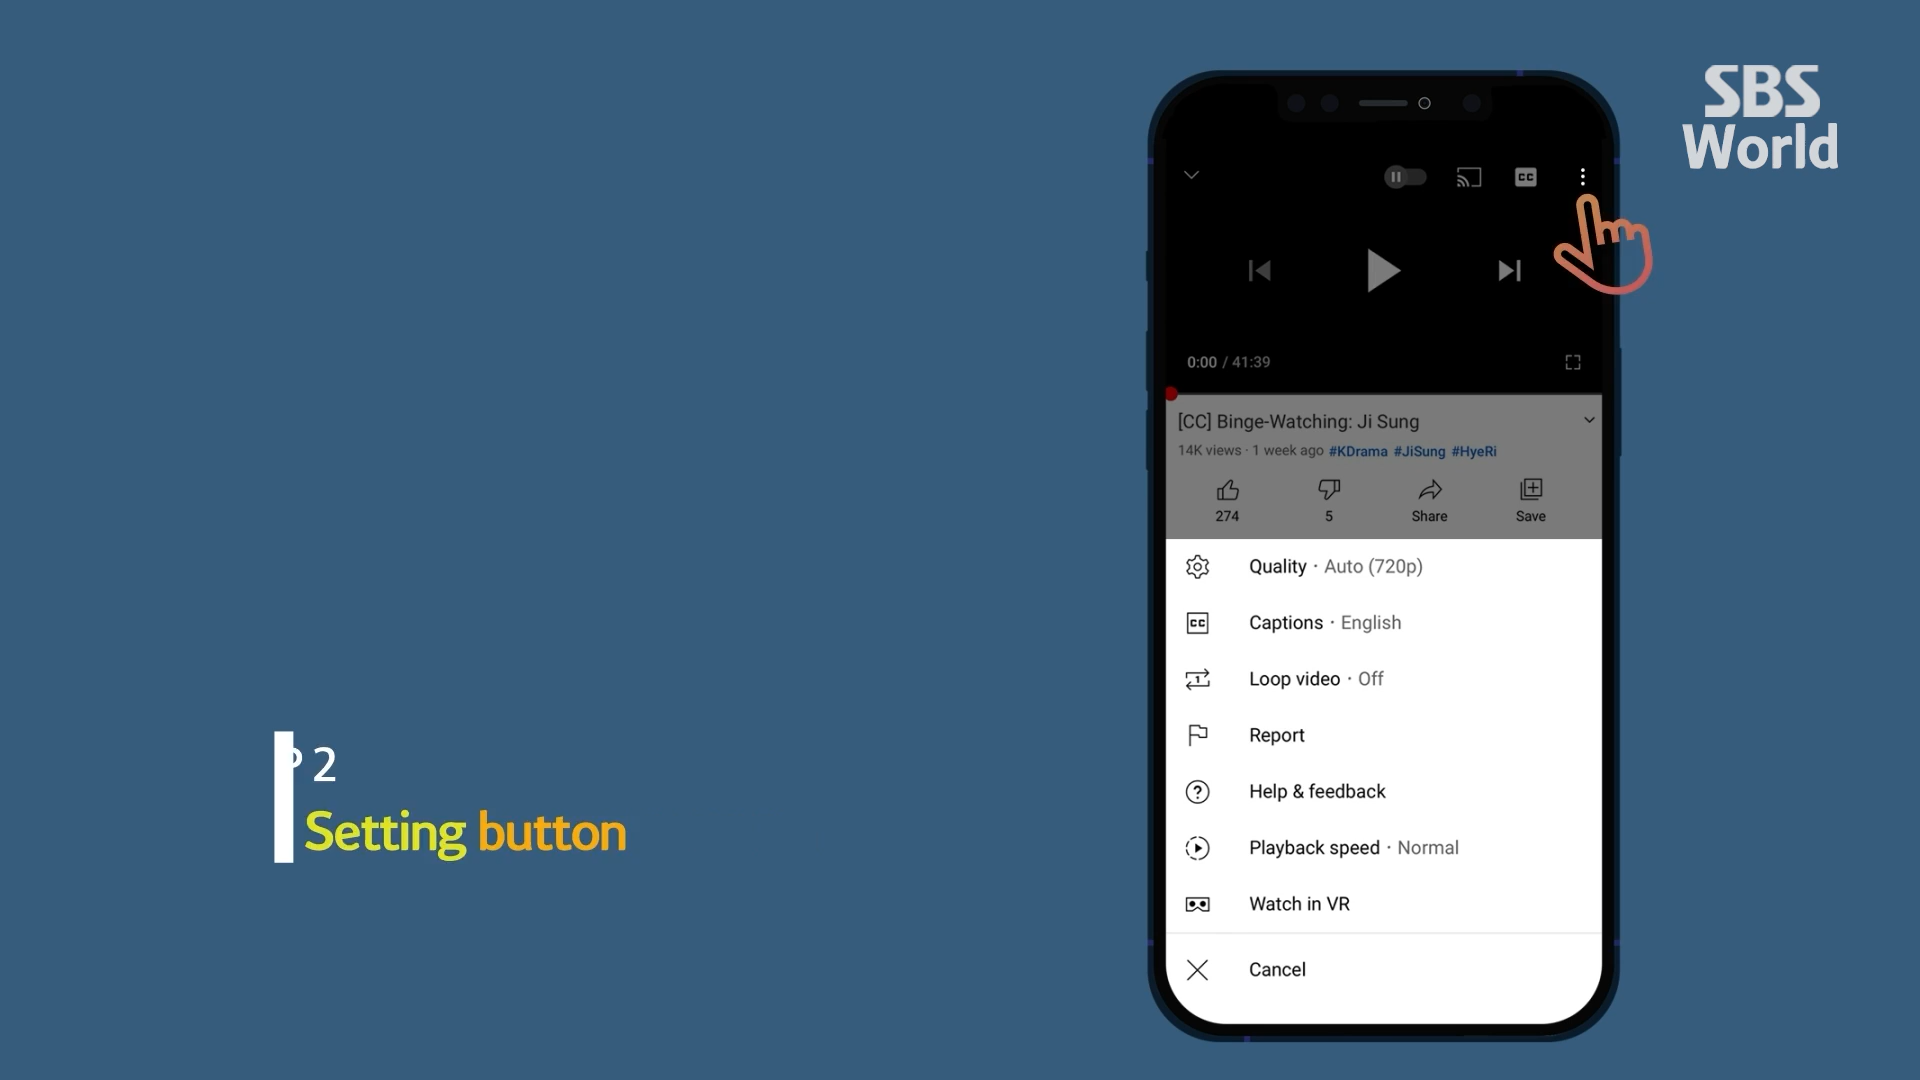 SBS
World
0:00 / 41:39
[CC] Binge-Watching: Ji Sung
14K views · 1 week ago #KDrama #JiSung #HyeRi
274 5 Share Save
Quality · Auto (720p)
Captions · English
Loop video · Off
Report
Help & feedback
Playback speed · Normal
Watch in VR
Cancel
2
Setting button